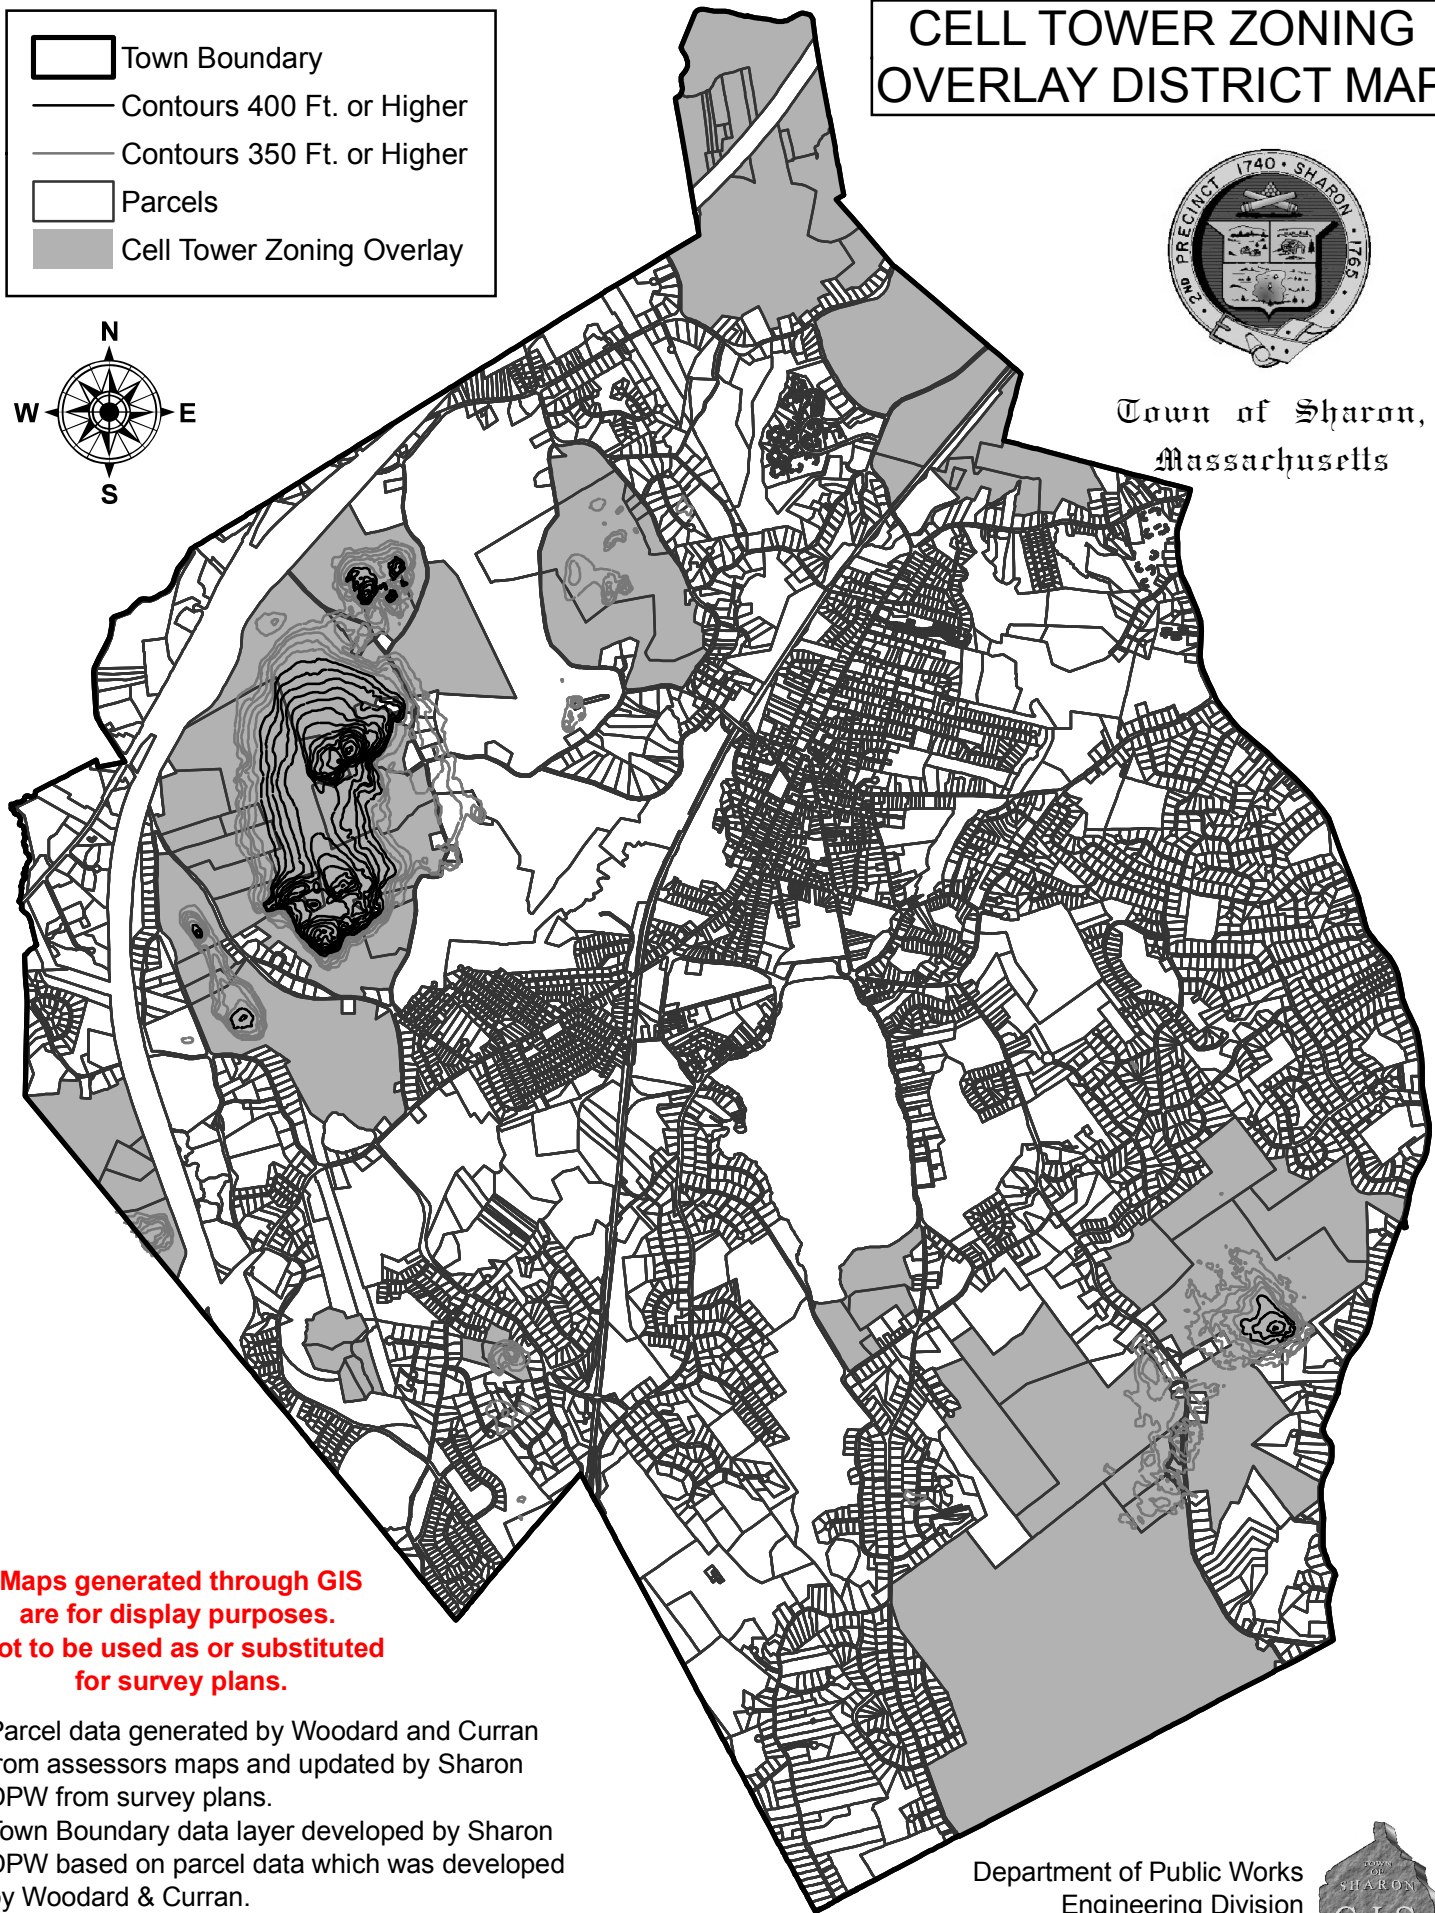 Town Boundary
Contours 400 Ft. or Higher
Contours 350 Ft. or Higher
Parcels
Cell Tower Zoning Overlay
CELL TOWER ZONING
OVERLAY DISTRICT MAP
2ND PRECINCT 1740 • SHARON • 1765 •
Town of Sharon,
Massachusetts
N
W E
S
Maps generated through GIS
are for display purposes.
ot to be used as or substituted
for survey plans.
Parcel data generated by Woodard and Curran
rom assessors maps and updated by Sharon
DPW from survey plans.
Town Boundary data layer developed by Sharon
DPW based on parcel data which was developed
by Woodard & Curran.
Department of Public Works
Engineering Division
TOWN
OF
SHARON
GIS